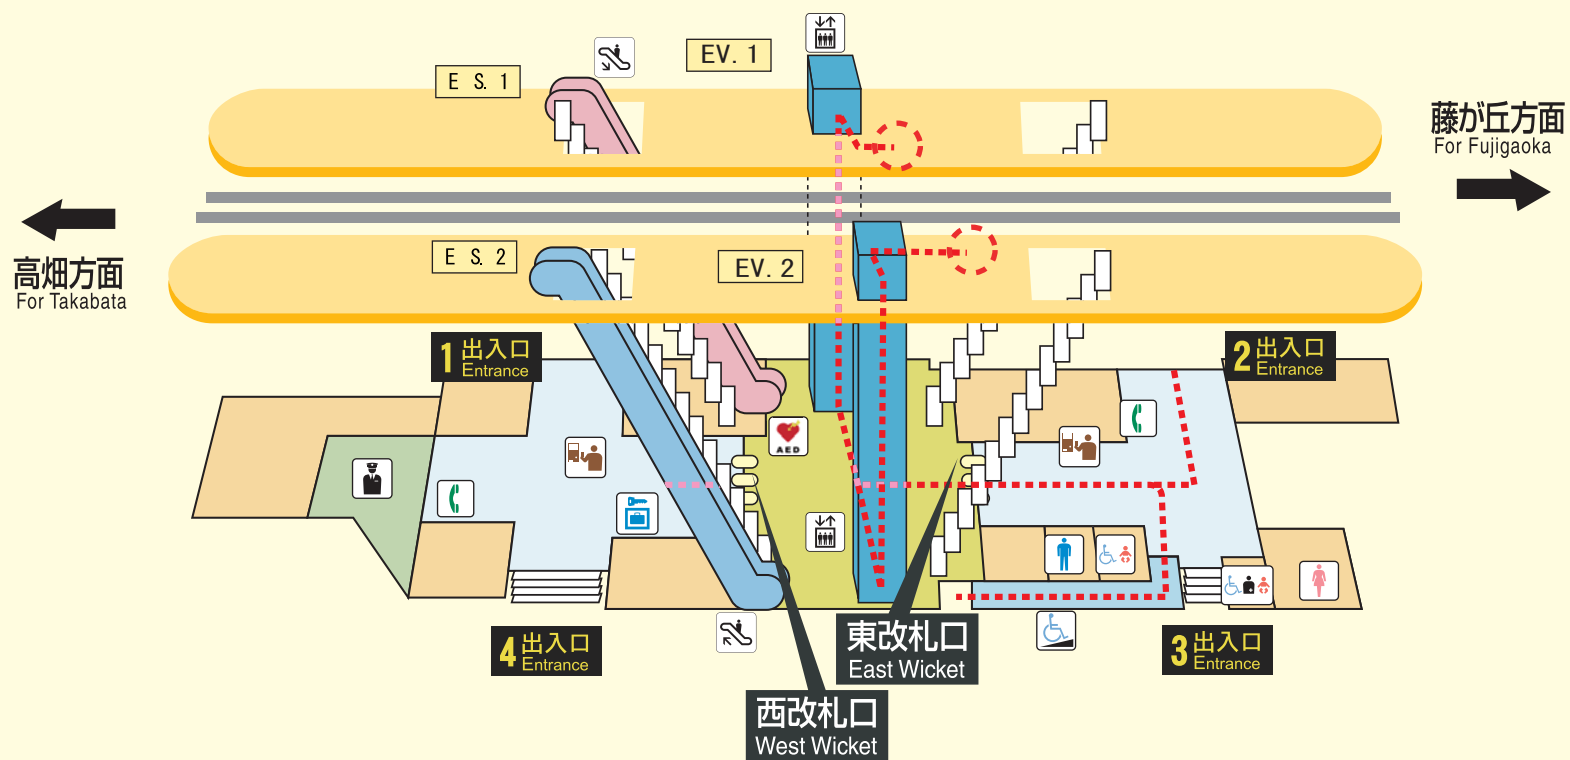 EV. 1
E S. 1
藤が丘方面
For Fujigaoka
E S. 2
EV. 2
高畑方面
For Takabata
1 出入口
Entrance
2 出入口
Entrance
AED
4 出入口
Entrance
東改札口
East Wicket
3 出入口
Entrance
西改札口
West Wicket